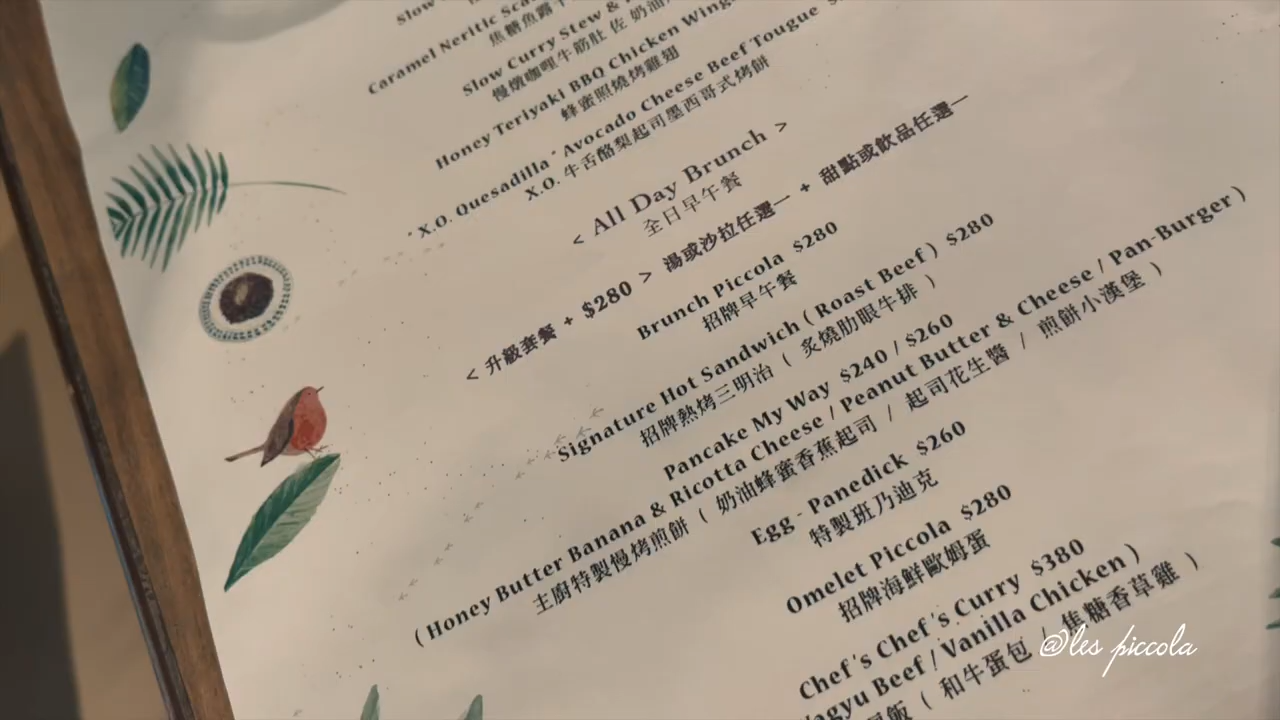 Slow
Caramel Neritic
焦糖魚露
Slow Curry Stew &
慢燉咖哩牛筋肚 佐 奶油
Honey Teriyaki BBQ Chicken Wing
蜂蜜照燒烤雞翅
"X.O. Quesadilla" Avocado Cheese Beef Tougue
X.O. 牛舌酪梨起司墨西哥式烤餅
< All Day Brunch >
全日早午餐
< 升級套餐 + $280 > 湯或沙拉任選一 + 甜點或飲品任選一
Brunch Piccola $280
招牌早午餐
Signature Hot Sandwich ( Roast Beef ) $280
招牌熱烤三明治 ( 炙燒肋眼牛排 )
Pancake My Way $240 / $260
( Honey Butter Banana & Ricotta Cheese / Peanut Butter & Cheese / Pan-Burger )
主廚特製慢烤煎餅 ( 奶油蜂蜜香蕉起司 / 起司花生醬 / 煎餅小漢堡 )
Egg - Panedick $260
特製班乃迪克
Omelet Piccola $280
招牌海鮮歐姆蛋
Chef's Chef's Curry $380
Wagyu Beef / Vanilla Chicken )
飯 ( 和牛蛋包 / 焦糖香草雞 )
@les piccola